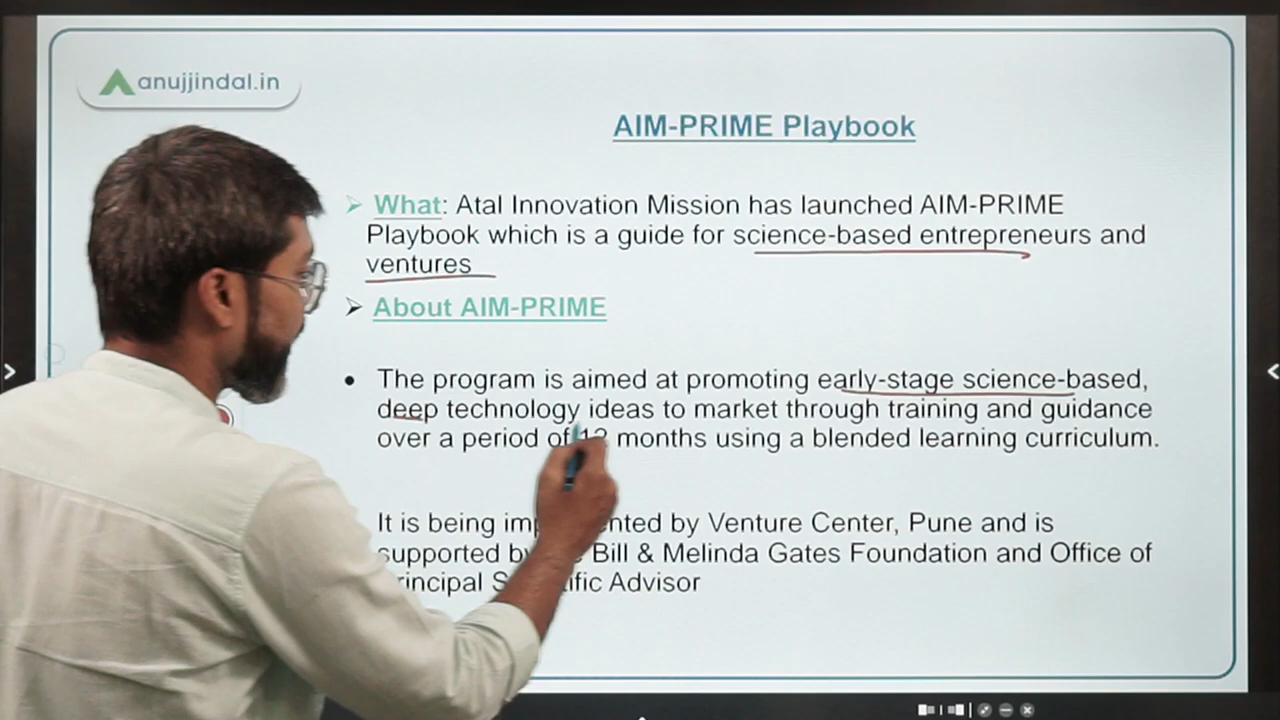 anujjindal.in
AIM-PRIME Playbook
What: Atal Innovation Mission has launched AIM-PRIME
Playbook which is a guide for science-based entrepreneurs and
ventures
About AIM-PRIME
The program is aimed at promoting early-stage science-based,
deep technology ideas to market through training and guidance
over a period of months using a blended learning curriculum.
It is being by Venture Center, Pune and is
supported Bill & Melinda Gates Foundation and Office of
Advisor